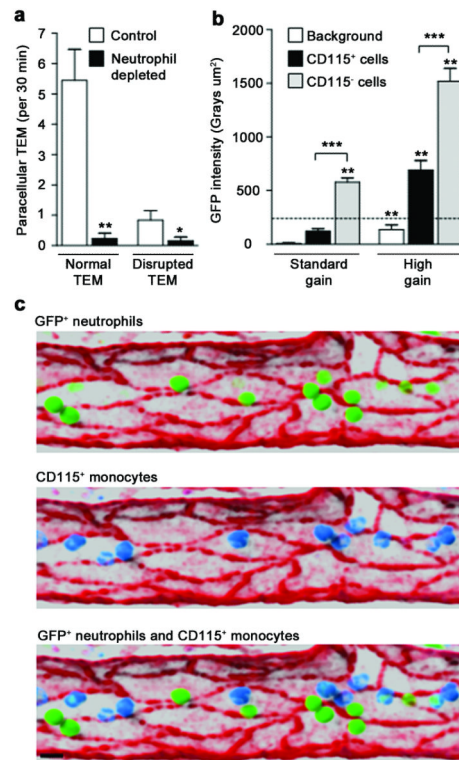 a
Control
Neutrophil
depleted
Paracellular TEM (per 30 min)
7
6
5
4
3
2
1
0
**
*
Normal
TEM
Disrupted
TEM
b
Background
CD115+ cells
CD115- cells
GFP intensity (Grays um²)
2000
1500
1000
500
0
***
**
**
***
**
**
Standard
gain
High
gain
c
GFP+ neutrophils
CD115+ monocytes
GFP+ neutrophils and CD115+ monocytes